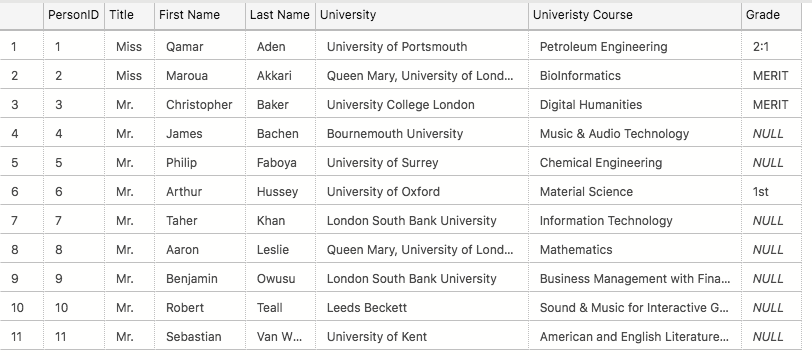 PersonID Title First Name Last Name University Univeristy Course Grade
1 1 Miss Qamar Aden University of Portsmouth Petroleum Engineering 2:1
2 2 Miss Maroua Akkari Queen Mary, University of Lond... BioInformatics MERIT
3 3 Mr. Christopher Baker University College London Digital Humanities MERIT
4 4 Mr. James Bachen Bournemouth University Music & Audio Technology NULL
5 5 Mr. Philip Faboya University of Surrey Chemical Engineering NULL
6 6 Mr. Arthur Hussey University of Oxford Material Science 1st
7 7 Mr. Taher Khan London South Bank University Information Technology NULL
8 8 Mr. Aaron Leslie Queen Mary, University of Lond... Mathematics NULL
9 9 Mr. Benjamin Owusu London South Bank University Business Management with Fina... NULL
10 10 Mr. Robert Teall Leeds Beckett Sound & Music for Interactive G... NULL
11 11 Mr. Sebastian Van W... University of Kent American and English Literature... NULL